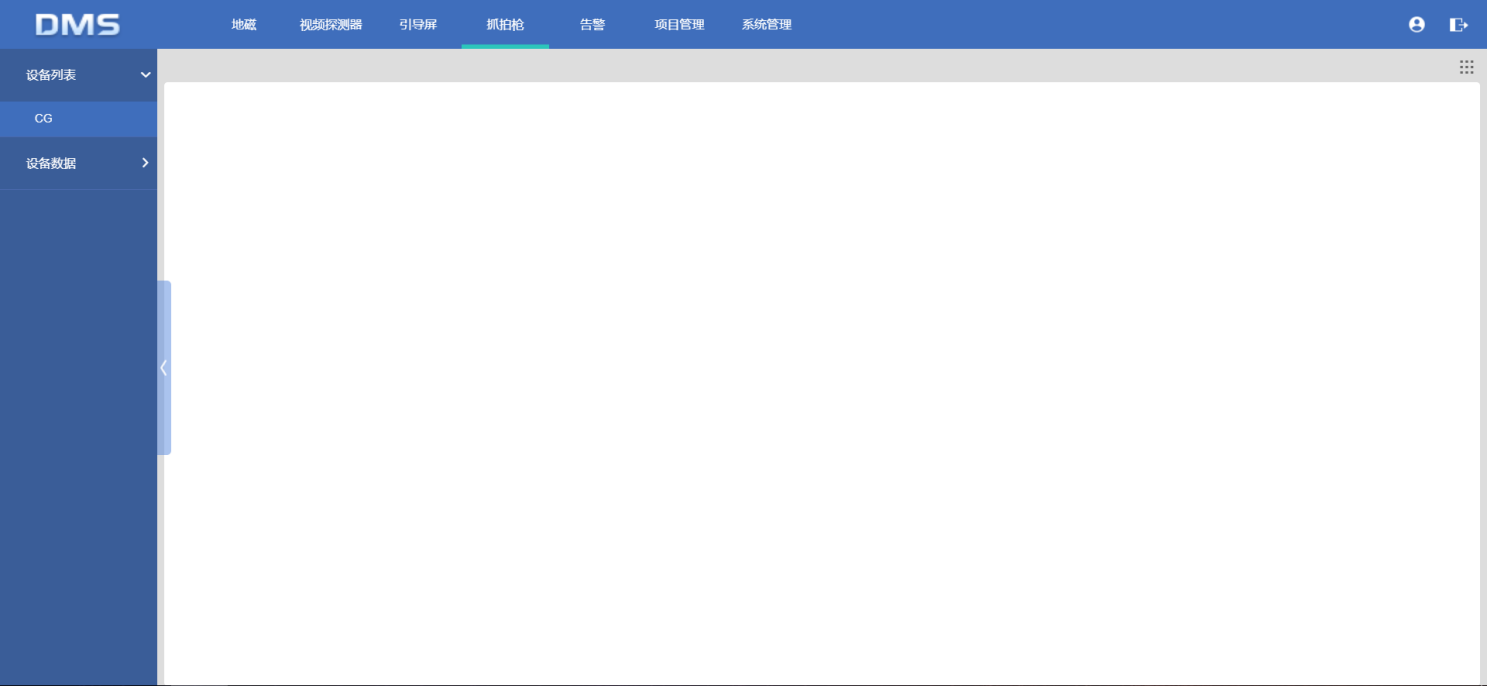 DMS
地磁 视频探测器 引导屏 抓拍枪 告警 项目管理 系统管理
设备列表
CG
设备数据